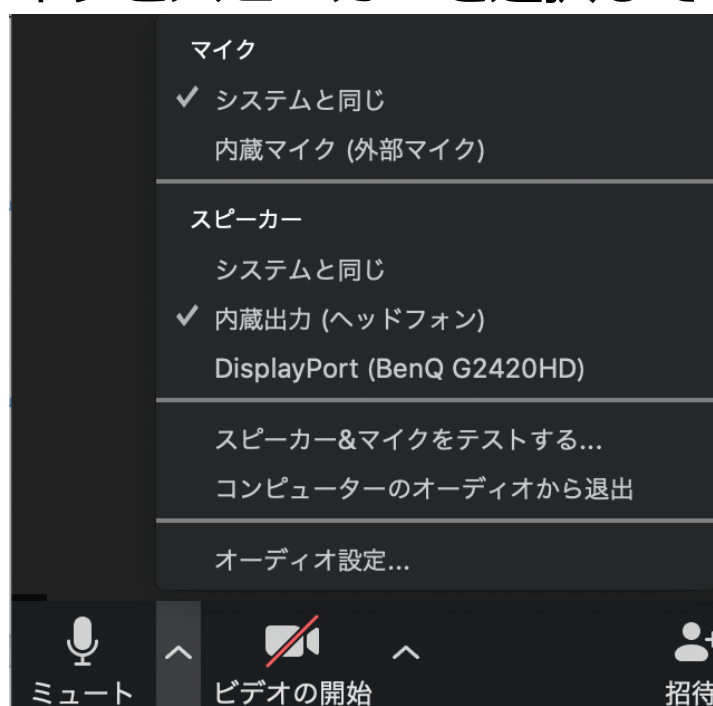 マイク
システムと同じ
内蔵マイク (外部マイク)
スピーカー
システムと同じ
内蔵出力 (ヘッドフォン)
DisplayPort (BenQ G2420HD)
スピーカー&マイクをテストする...
コンピューターのオーディオから退出
オーディオ設定...
ミュート
ビデオの開始
招待